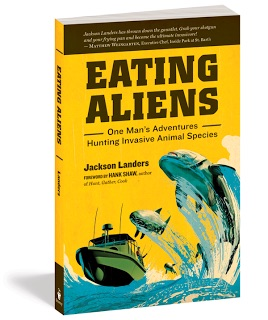 Jackson Landers has thrown down the gauntlet. Grab your shotgun
and your frying pan and become the ultimate invasivore!
— MATTHEW WEINGARTEN, Executive Chef, Inside Park at St. Bart's
EATING
ALIENS
One Man's Adventures
Hunting Invasive Animal Species
Jackson Landers
FOREWORD BY HANK SHAW, author
of Hunt, Gather, Cook
EATING ALIENS
Landers